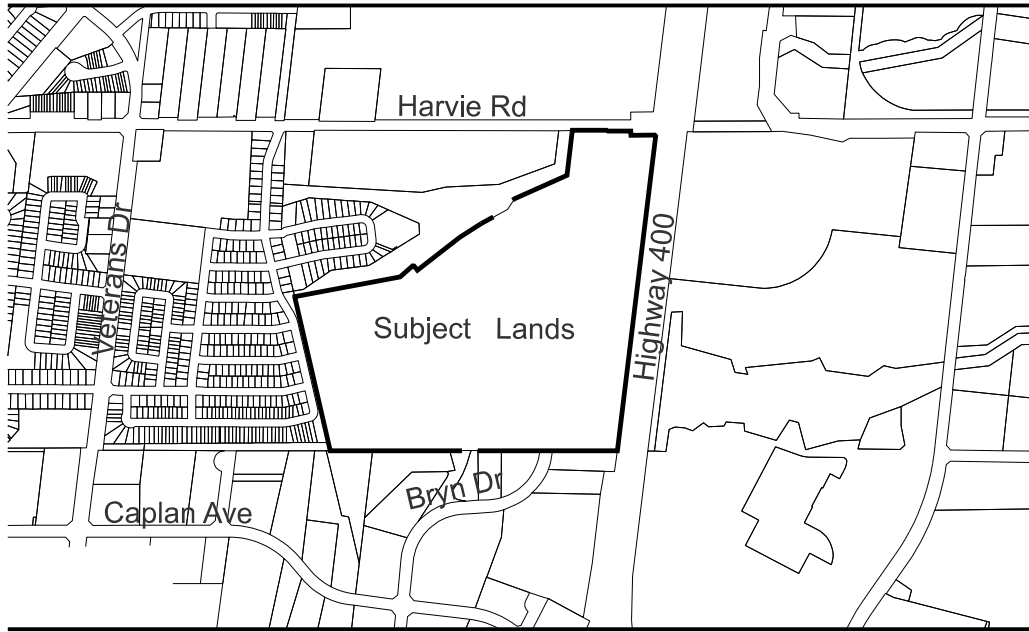 Harvie Rd
Veterans Dr
Highway 400
Subject Lands
Bryn Dr
Caplan Ave